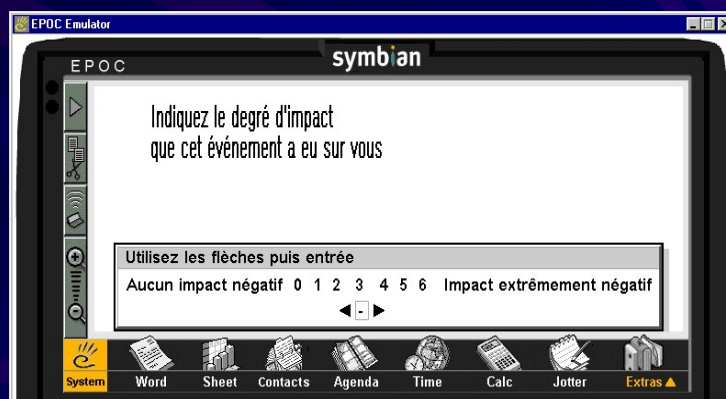 EPOC Emulator
EPOC
symbian
Indiquez le degré d'impact
que cet événement a eu sur vous
Utilisez les flèches puis entrée
Aucun impact négatif 0 1 2 3 4 5 6 Impact extrêmement négatif
-
System Word Sheet Contacts Agenda Time Calc Jotter Extras